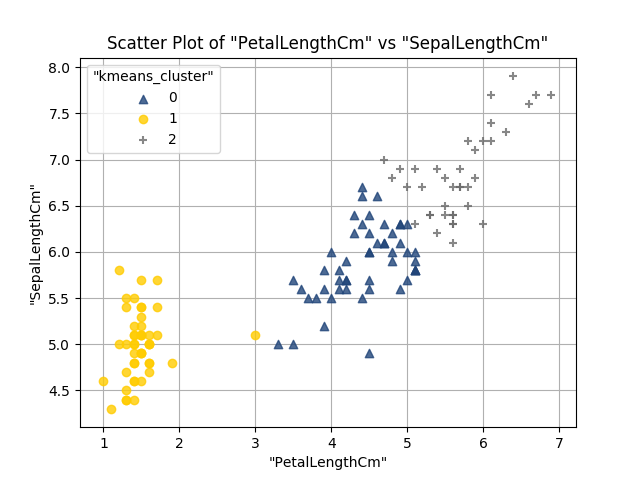 Scatter Plot of "PetalLengthCm" vs "SepalLengthCm"
"kmeans_cluster"
0
1
2
8.0
7.5
7.0
6.5
6.0
5.5
5.0
4.5
"SepalLengthCm"
1 2 3 4 5 6 7
"PetalLengthCm"